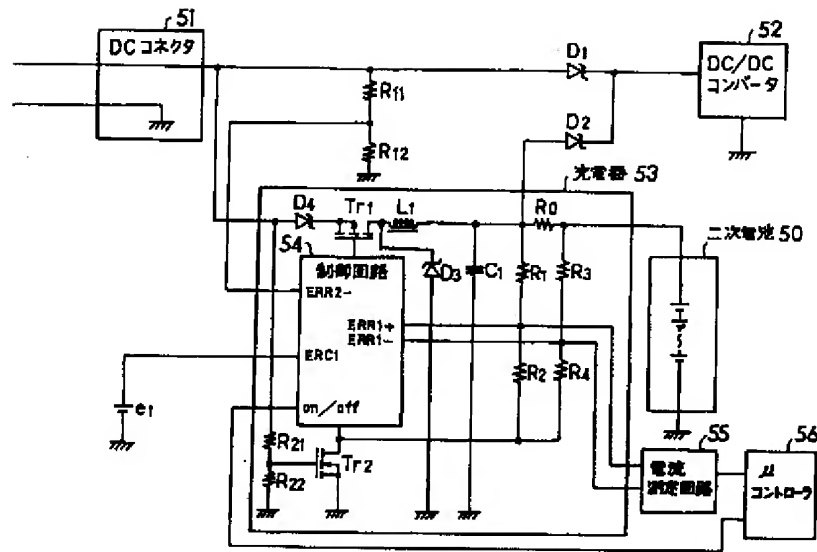 51
DCコネクタ
52
DC/DC
コンバータ
D1
D2
R11
R12
充電器 53
D4
Tr1
L1
R0
二次電池 50
54
制御回路
ERR2-
D3
C1
R1
R3
ERR1+
ERR1-
ERC1
R2
R4
e1
on/off
R21
Tr2
R22
55
電流
測定回路
56
μ
コントローラ